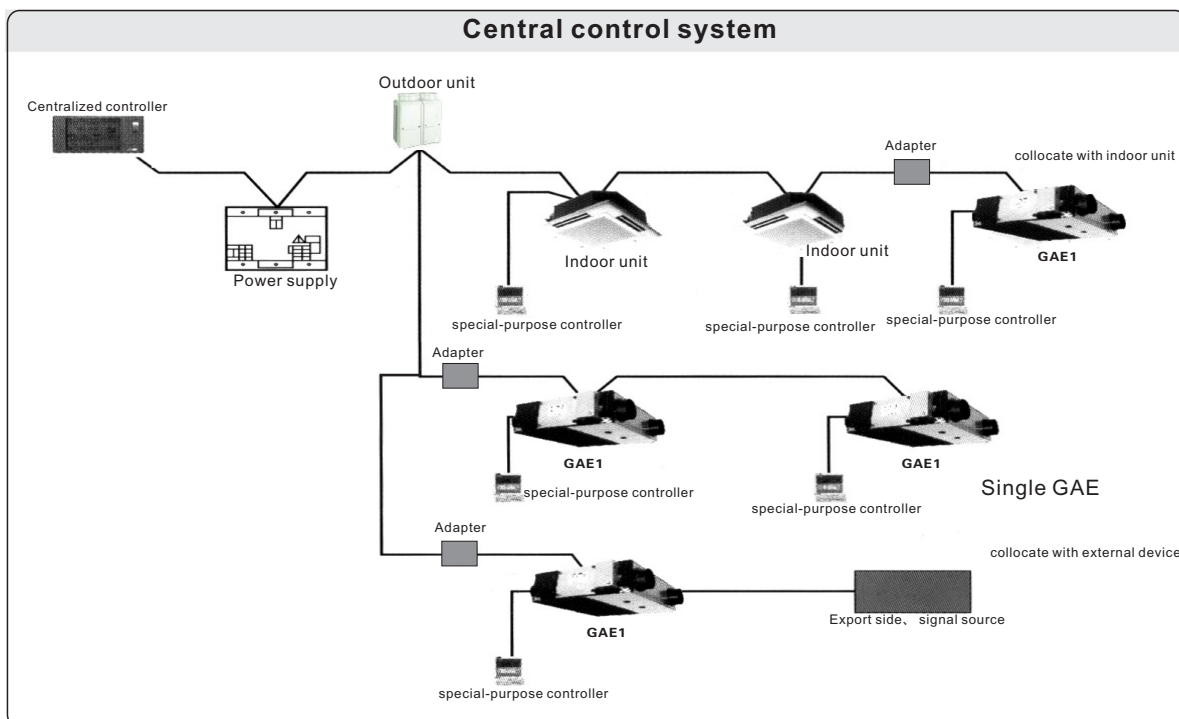 Central control system
Outdoor unit
Centralized controller
Adapter
collocate with indoor unit
Indoor unit
Indoor unit
GAE1
Power supply
special-purpose controller
special-purpose controller
special-purpose controller
Adapter
GAE1
GAE1
special-purpose controller
special-purpose controller
Single GAE
Adapter
collocate with external device
Export side、 signal source
GAE1
special-purpose controller